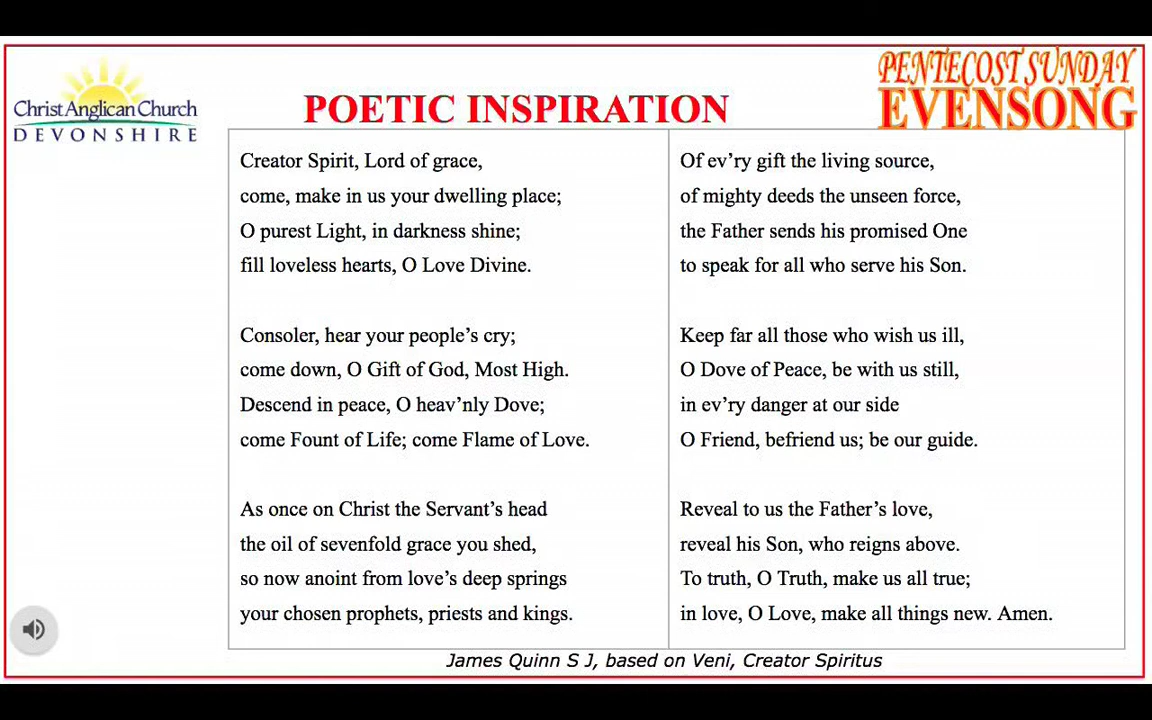 Christ Anglican Church
DEVONSHIRE
POETIC INSPIRATION
PENTECOST SUNDAY
EVENSONG
Creator Spirit, Lord of grace,
come, make in us your dwelling place;
O purest Light, in darkness shine;
fill loveless hearts, O Love Divine.
Consoler, hear your people’s cry;
come down, O Gift of God, Most High.
Descend in peace, O heav’nly Dove;
come Fount of Life; come Flame of Love.
As once on Christ the Servant’s head
the oil of sevenfold grace you shed,
so now anoint from love’s deep springs
your chosen prophets, priests and kings.
Of ev’ry gift the living source,
of mighty deeds the unseen force,
the Father sends his promised One
to speak for all who serve his Son.
Keep far all those who wish us ill,
O Dove of Peace, be with us still,
in ev’ry danger at our side
O Friend, befriend us; be our guide.
Reveal to us the Father’s love,
reveal his Son, who reigns above.
To truth, O Truth, make us all true;
in love, O Love, make all things new. Amen.
James Quinn S J, based on Veni, Creator Spiritus